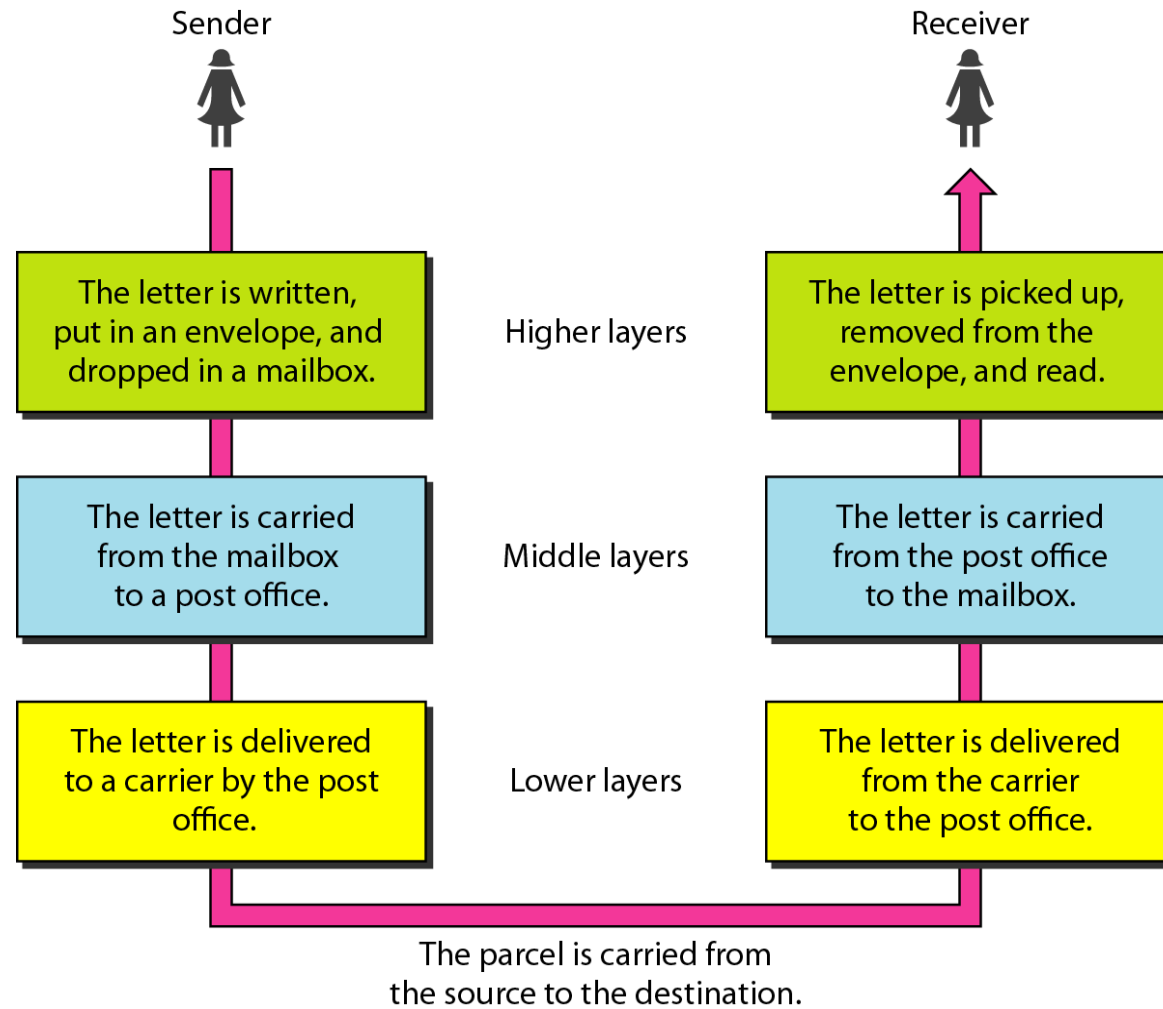 Sender
Receiver
The letter is written,
put in an envelope, and
dropped in a mailbox.
Higher layers
The letter is picked up,
removed from the
envelope, and read.
The letter is carried
from the mailbox
to a post office.
Middle layers
The letter is carried
from the post office
to the mailbox.
The letter is delivered
to a carrier by the post
office.
Lower layers
The letter is delivered
from the carrier
to the post office.
The parcel is carried from
the source to the destination.